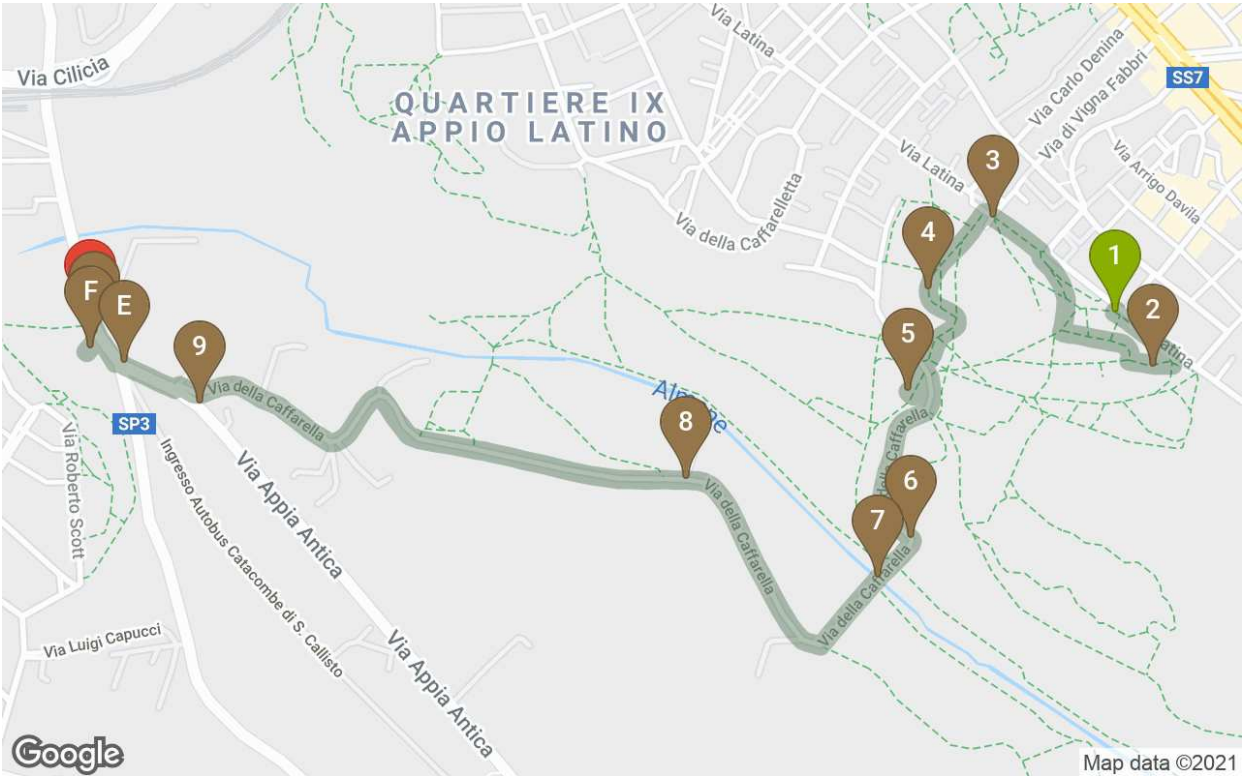 Via Cilicia
QUARTIERE IX
APPIO LATINO
Via Latina
Via Carlo Denina
Via di Vigna Fabbri
SS7
Via Arrigo Davila
Via Latina
Via della Caffarelletta
3
4
1
2
Latina
5
F
E
9
Via della Caffarella
SP3
8
6
7
Via della Caffarella
Via della Caffarella
Caffarella
Via Roberto Scott
Ingresso Autobus Catacombe di S. Callisto
Via Appia Antica
Via Appia Antica
Via Luigi Capucci
Google
Map data ©2021